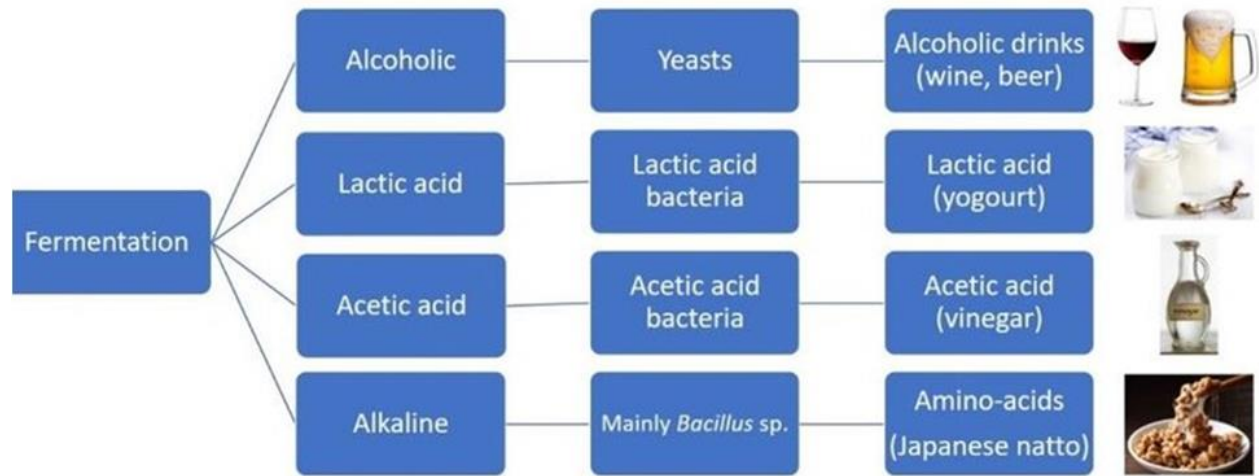 Fermentation
Alcoholic
Yeasts
Alcoholic drinks
(wine, beer)
Lactic acid
Lactic acid
bacteria
Lactic acid
(yogourt)
Acetic acid
Acetic acid
bacteria
Acetic acid
(vinegar)
Alkaline
Mainly Bacillus sp.
Amino-acids
(Japanese natto)